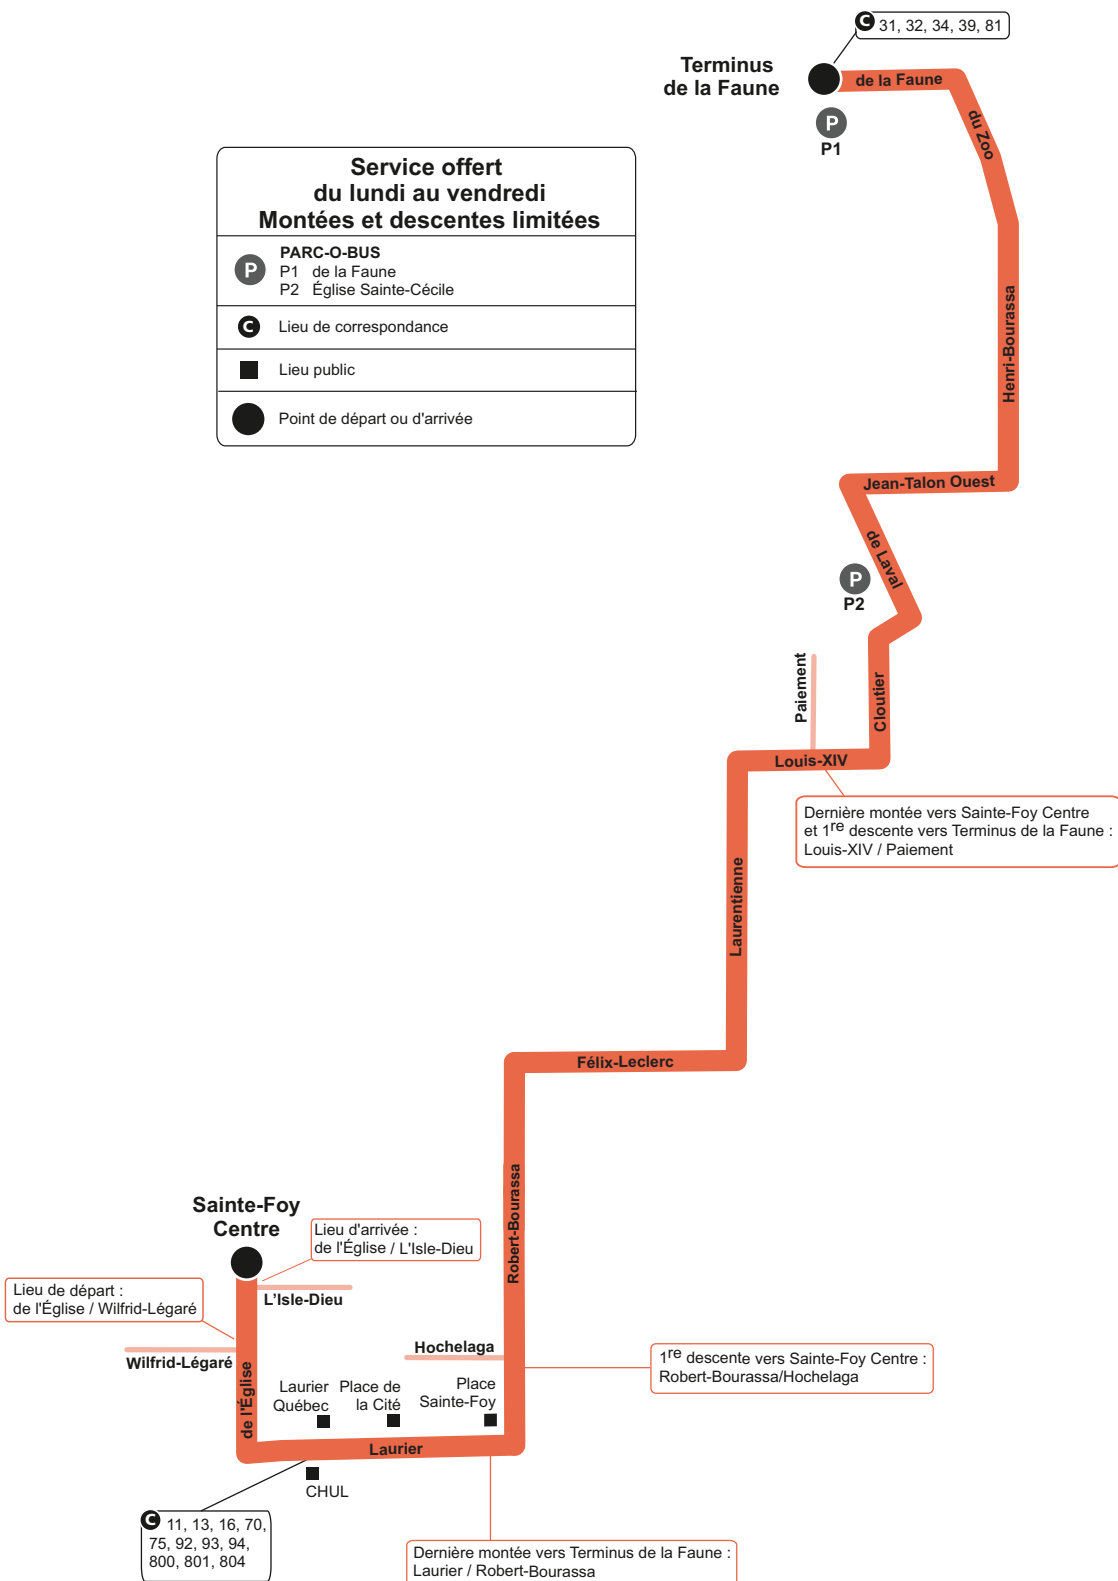 C 31, 32, 34, 39, 81
Terminus
de la Faune
de la Faune
P
P1
du Zoo
Service offert
du lundi au vendredi
Montées et descentes limitées
P
PARC-O-BUS
P1 de la Faune
P2 Église Sainte-Cécile
C Lieu de correspondance
Lieu public
Point de départ ou d'arrivée
Henri-Bourassa
Jean-Talon Ouest
de Laval
P
P2
Paiement
Cloutier
Louis-XIV
Dernière montée vers Sainte-Foy Centre
et 1re descente vers Terminus de la Faune :
Louis-XIV / Paiement
Laurentienne
Félix-Leclerc
Robert-Bourassa
Sainte-Foy
Centre
Lieu d'arrivée :
de l'Église / L'Isle-Dieu
Lieu de départ :
de l'Église / Wilfrid-Légaré
L'Isle-Dieu
Wilfrid-Légaré
Hochelaga
1re descente vers Sainte-Foy Centre :
Robert-Bourassa/Hochelaga
de l'Église
Laurier
Québec
Place de
la Cité
Place
Sainte-Foy
Laurier
CHUL
C 11, 13, 16, 70,
75, 92, 93, 94,
800, 801, 804
Dernière montée vers Terminus de la Faune :
Laurier / Robert-Bourassa